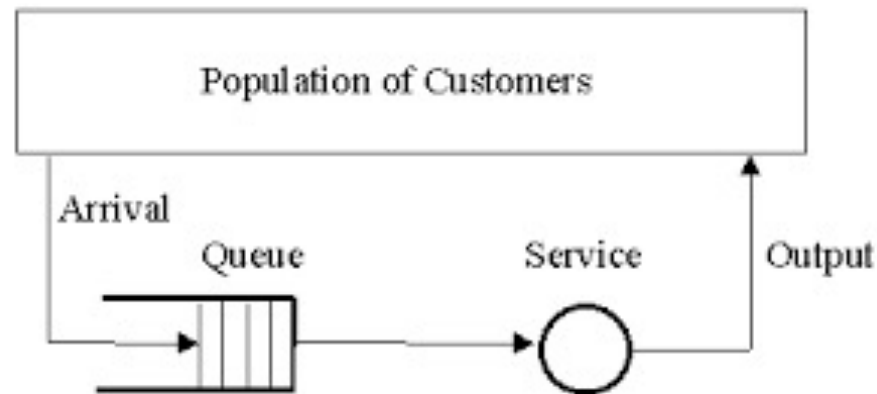 Population of Customers
Arrival
Queue
Service
Output